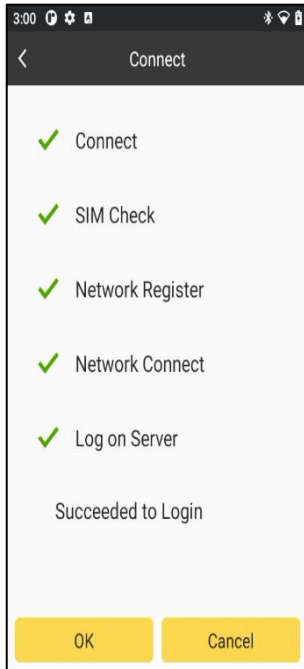 3:00
Connect
Connect
SIM Check
Network Register
Network Connect
Log on Server
Succeeded to Login
OK Cancel